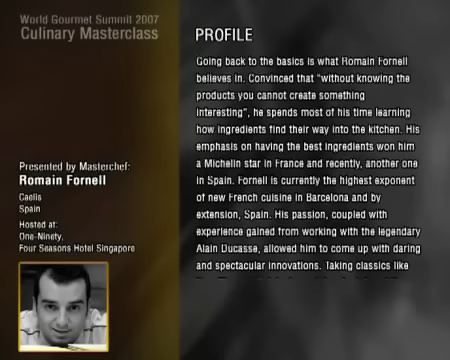 World Gourmet Summit 2007
Culinary Masterclass
Presented by Masterchef:
Romain Fornell
Caelis
Spain
Hosted at:
One-Ninety,
Four Seasons Hotel Singapore
PROFILE
Going back to the basics is what Romain Fornell
believes in. Convinced that "without knowing the
products you cannot create something
interesting", he spends most of his time learning
how ingredients find their way into the kitchen. His
emphasis on having the best ingredients won him
a Michelin star in France and recently, another one
in Spain. Fornell is currently the highest exponent
of new French cuisine in Barcelona and by
extension, Spain. His passion, coupled with
experience gained from working with the legendary
Alain Ducasse, allowed him to come up with daring
and spectacular innovations. Taking classics like